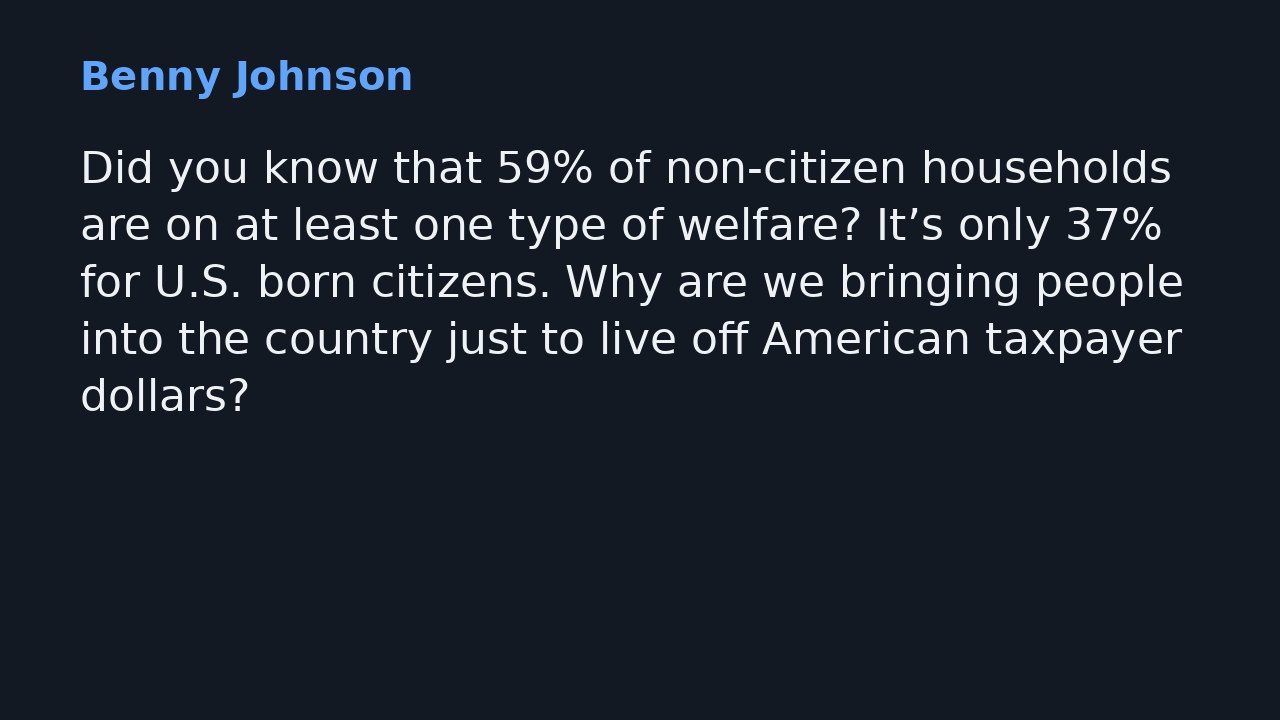 Benny Johnson
Did you know that 59% of non-citizen households
are on at least one type of welfare? It’s only 37%
for U.S. born citizens. Why are we bringing people
into the country just to live off American taxpayer
dollars?